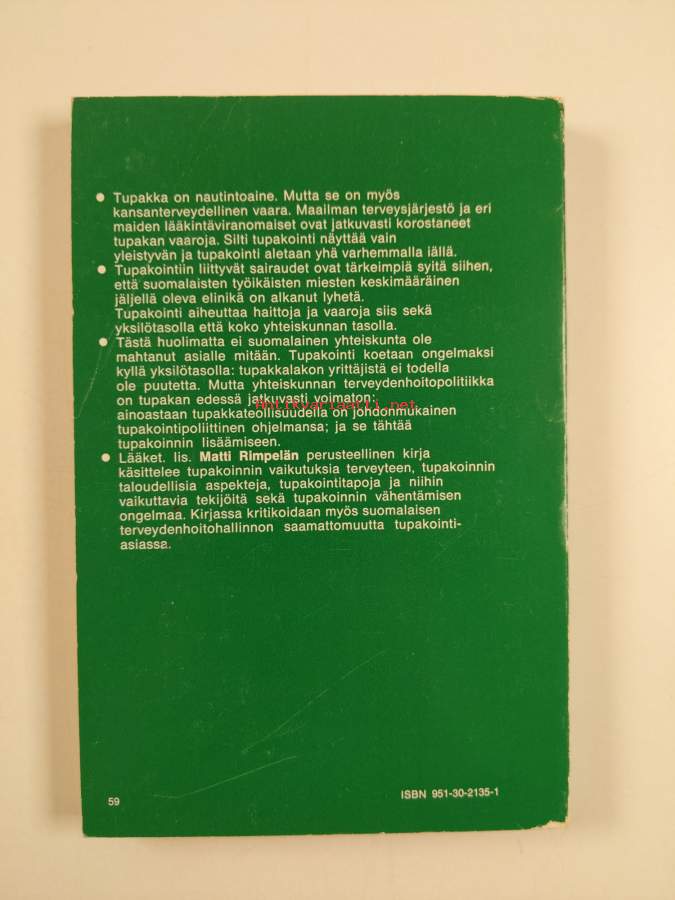 ● Tupakka on nautintoaine. Mutta se on myös
kansanterveydellinen vaara. Maailman terveysjärjestö ja eri
maiden lääkintäviranomaiset ovat jatkuvasti korostaneet
tupakan vaaroja. Silti tupakointi näyttää vain
yleistyvän ja tupakointi aletaan yhä varhemmalla iällä.
● Tupakointiin liittyvät sairaudet ovat tärkeimpiä syitä siihen,
että suomalaisten työikäisten miesten keskimääräinen
jäljellä oleva elinikä on alkanut lyhetä.
Tupakointi aiheuttaa haittoja ja vaaroja siis sekä
yksilötasolla että koko yhteiskunnan tasolla.
● Tästä huolimatta ei suomalainen yhteiskunta ole
mahtanut asialle mitään. Tupakointi koetaan ongelmaksi
kyllä yksilötasolla: tupakkalakon yrittäjistä ei todella
ole puutetta. Mutta yhteiskunnan terveydenhoitopolitiikka
on tupakan edessä jatkuvasti voimaton:
Antikvariaatti.net
ainoastaan tupakkateollisuudella on johdonmukainen
tupakointipoliittinen ohjelmansa; ja se tähtää
tupakoinnin lisäämiseen.
● Lääket. lis. Matti Rimpelän perusteellinen kirja
käsittelee tupakoinnin vaikutuksia terveyteen, tupakoinnin
taloudellisia aspekteja, tupakointitapoja ja niihin
vaikuttavia tekijöitä sekä tupakoinnin vähentämisen
ongelmaa. Kirjassa kritikoidaan myös suomalaisen
terveydenhoitohallinnon saamattomuutta tupakointi-
asiassa.
59
ISBN 951-30-2135-1